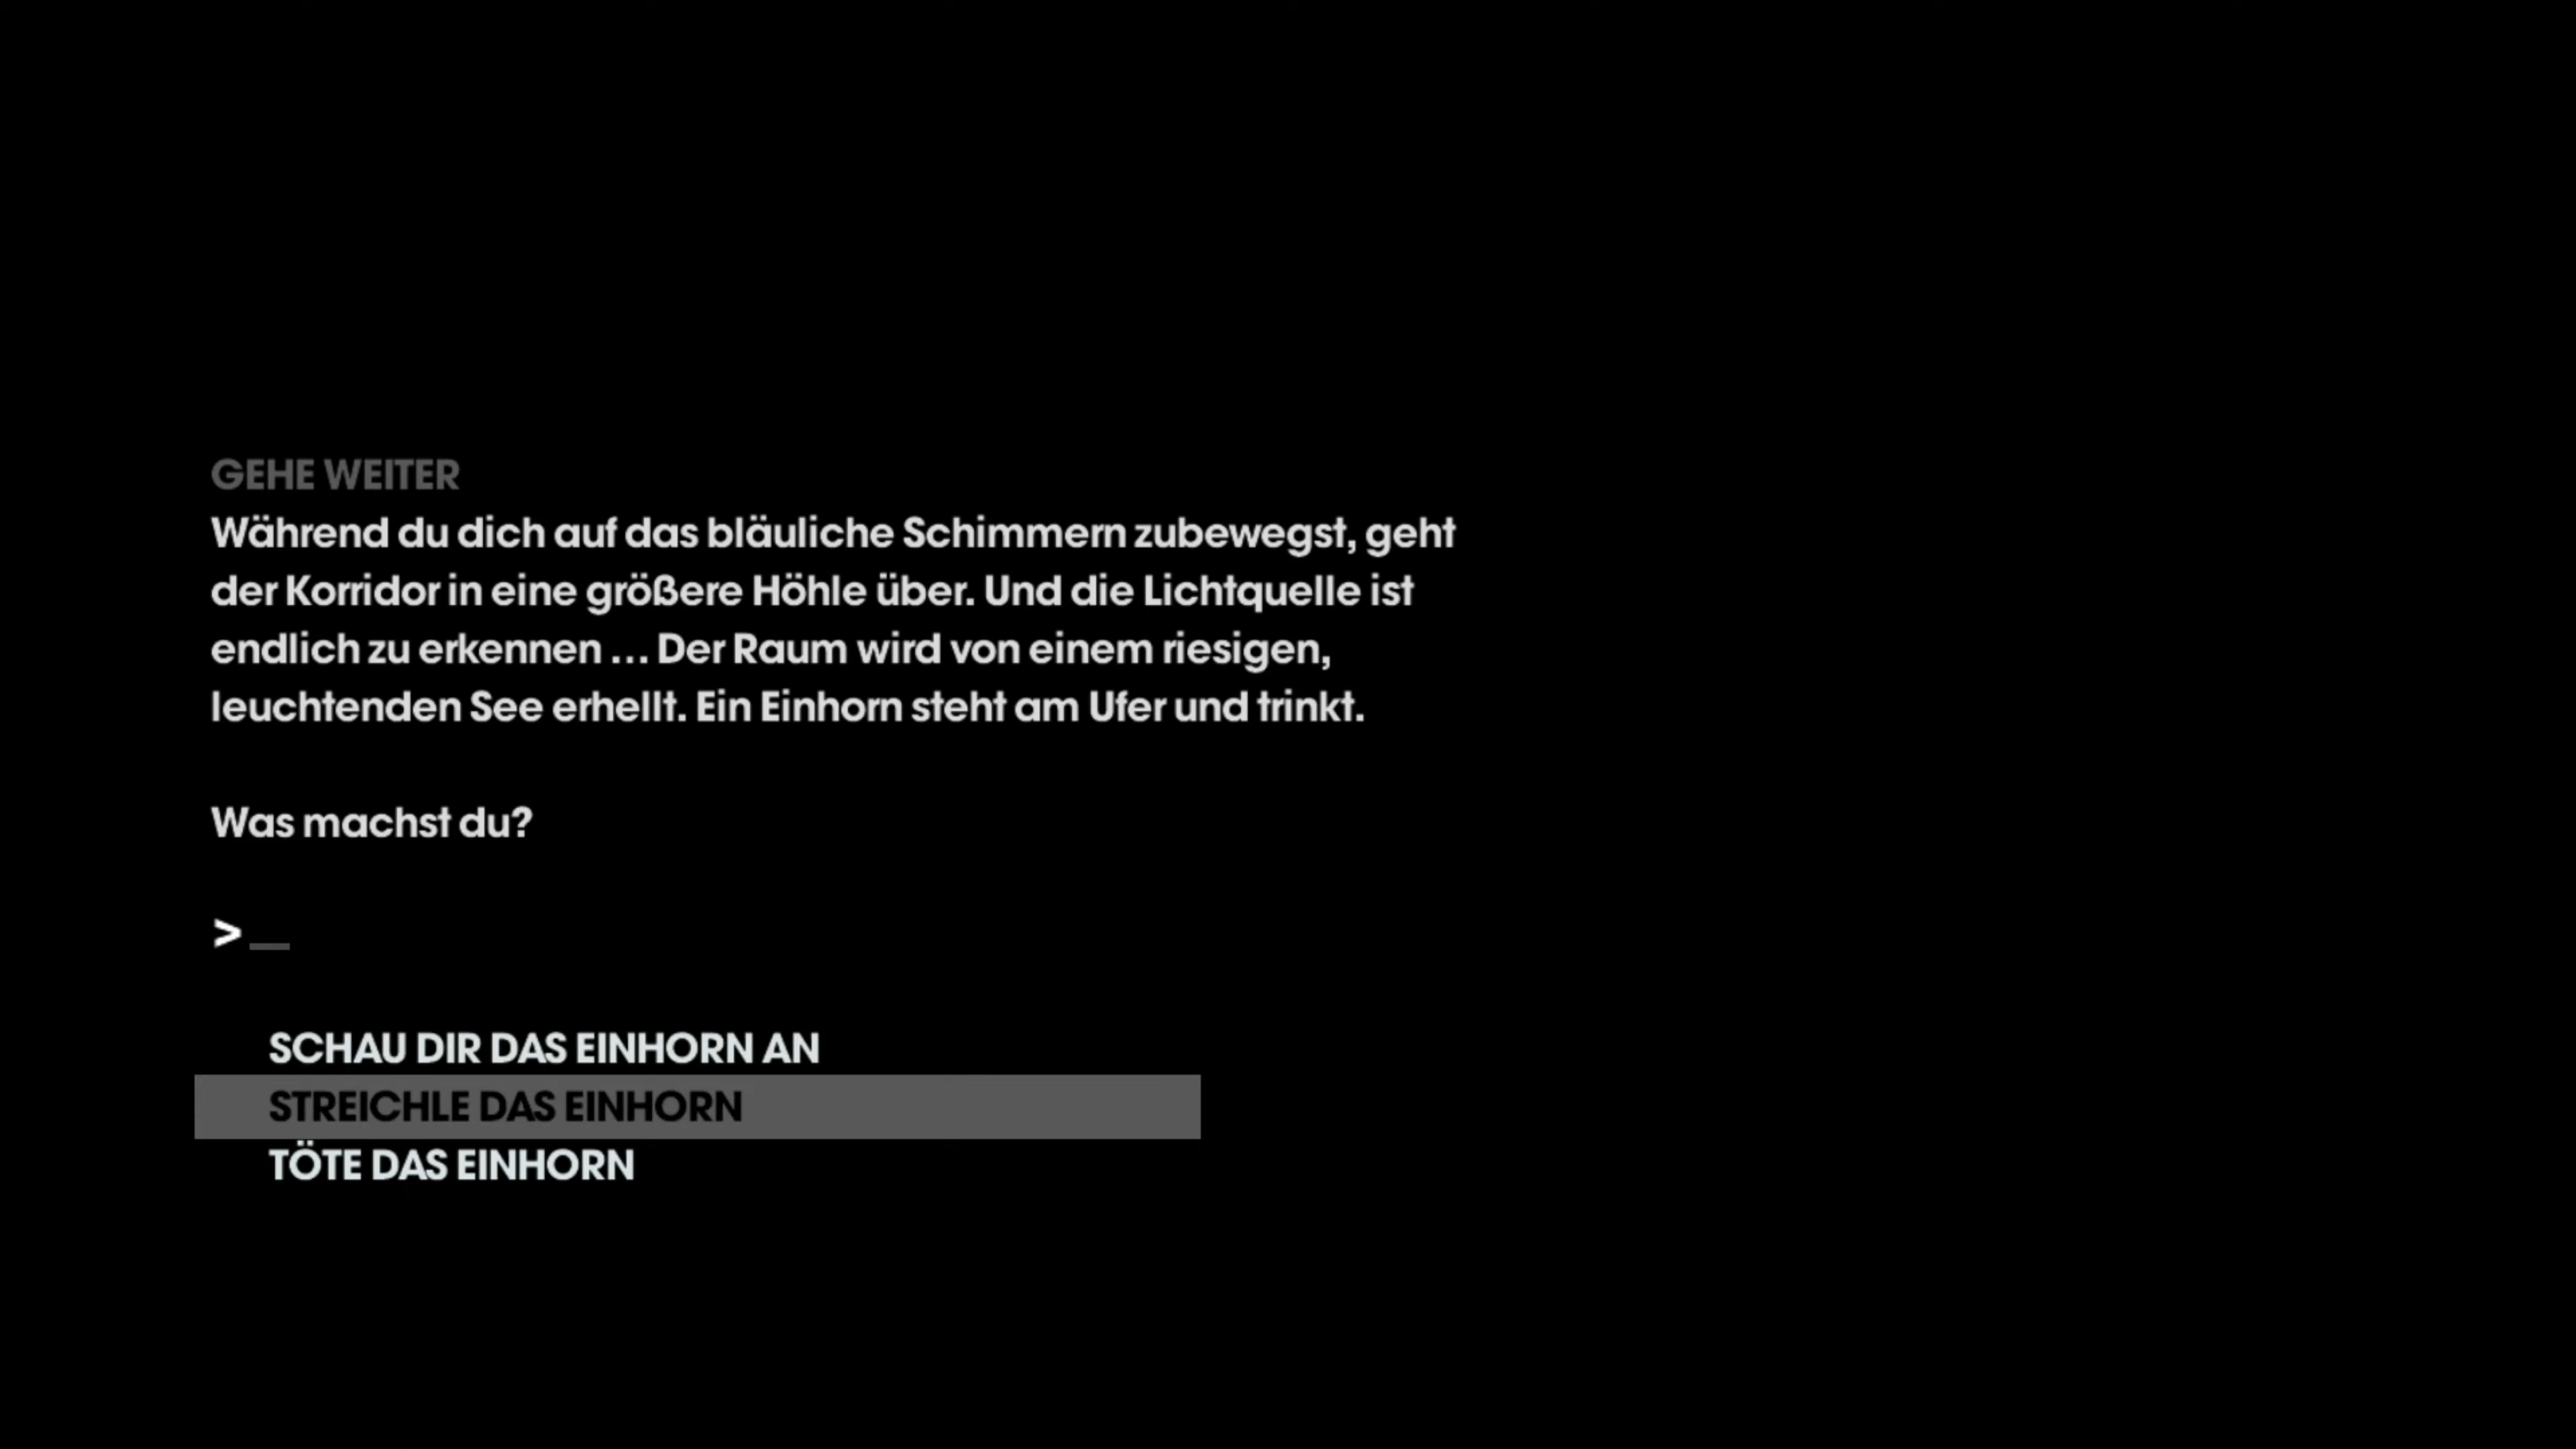 GEHE WEITER
Während du dich auf das bläuliche Schimmern zubewegst, geht
der Korridor in eine größere Höhle über. Und die Lichtquelle ist
endlich zu erkennen ... Der Raum wird von einem riesigen,
leuchtenden See erhellt. Ein Einhorn steht am Ufer und trinkt.
Was machst du?
>_
SCHAU DIR DAS EINHORN AN
STREICHLE DAS EINHORN
TÖTE DAS EINHORN